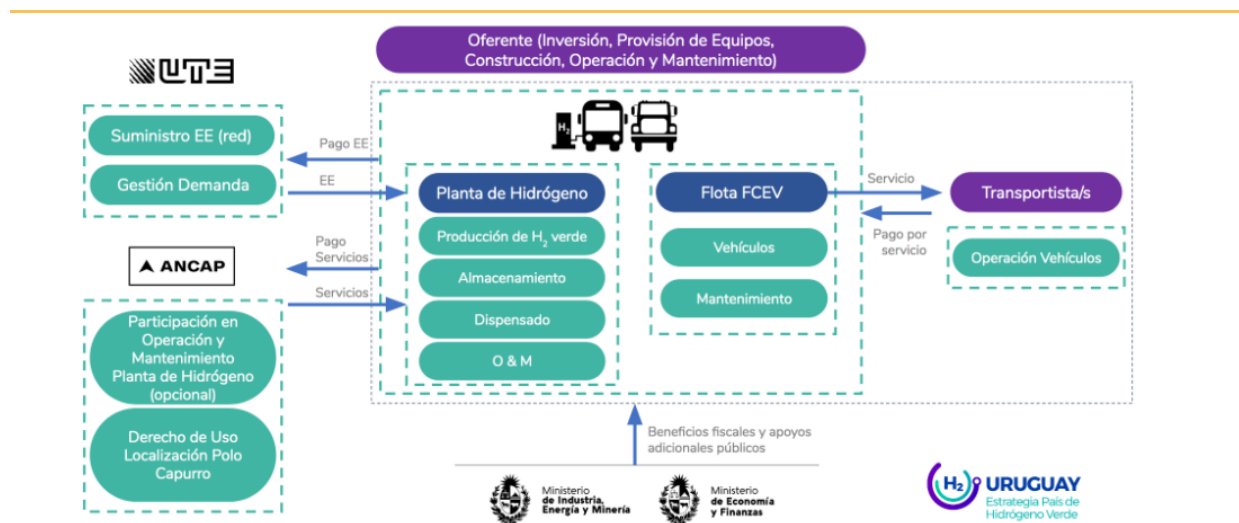 Oferente (Inversión, Provisión de Equipos,
Construcción, Operación y Mantenimiento)
UTE
Suministro EE (red)
Gestión Demanda
Pago EE
EE
ANCAP
Pago
Servicios
Servicios
Participación en
Operación y
Mantenimiento
Planta de Hidrógeno
(opcional)
Derecho de Uso
Localización Polo
Capurro
H2
Planta de Hidrógeno
Producción de H₂ verde
Almacenamiento
Dispensado
O & M
Flota FCEV
Vehículos
Mantenimiento
Servicio
Pago por
servicio
Transportista/s
Operación Vehículos
Beneficios fiscales y apoyos
adicionales públicos
Ministerio
de Industria,
Energía y Minería
Ministerio
de Economía
y Finanzas
H2 URUGUAY
Estrategia País de
Hidrógeno Verde